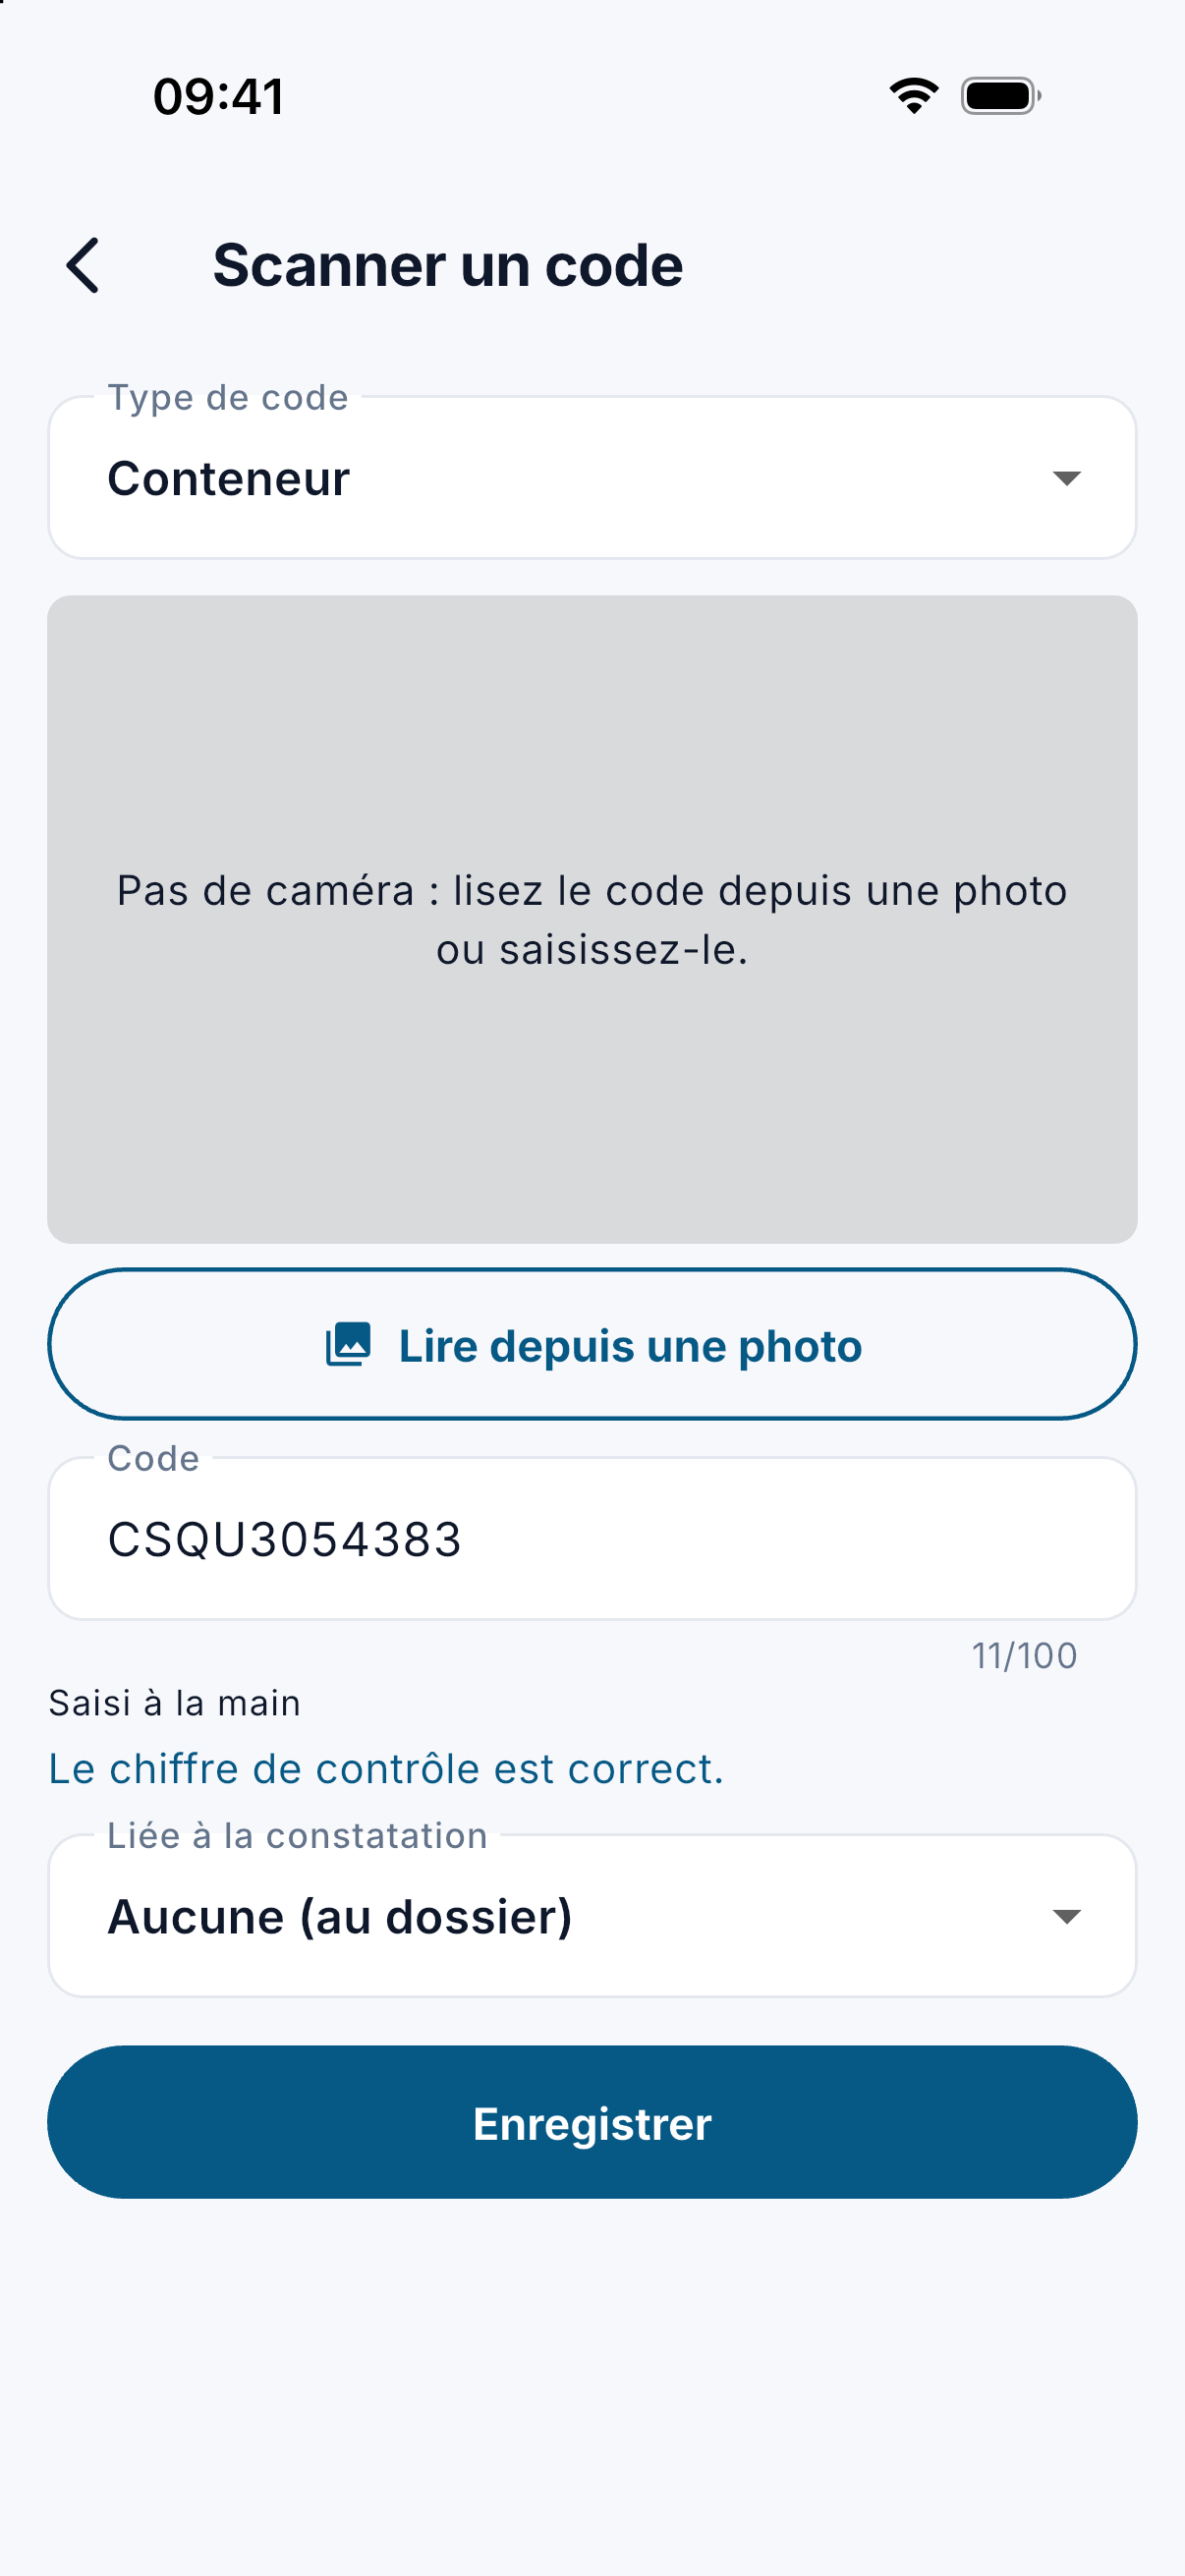 09:41
Scanner un code
Type de code
Conteneur
Pas de caméra : lisez le code depuis une photo
ou saisissez-le.
Lire depuis une photo
Code
CSQU3054383
11/100
Saisi à la main
Le chiffre de contrôle est correct.
Liée à la constatation
Aucune (au dossier)
Enregistrer